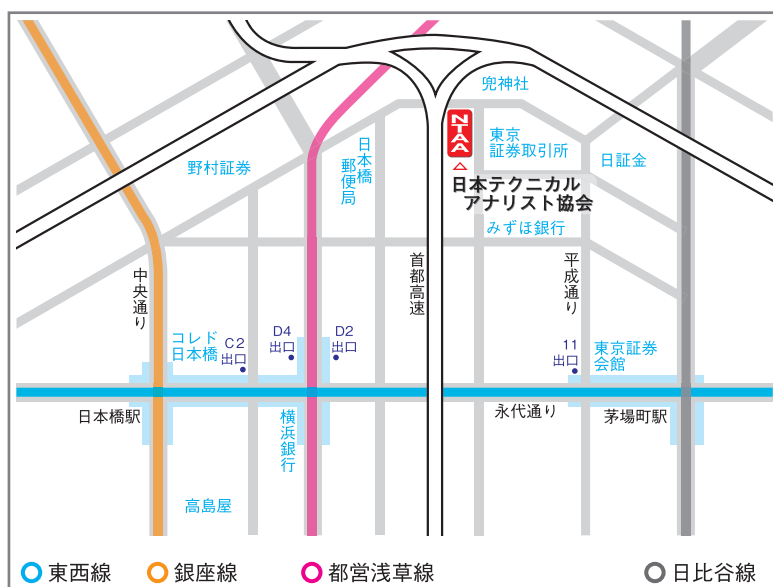 兜神社
NTAA
東京
証券取引所
日証金
日本橋
郵便局
野村証券
日本テクニカル
アナリスト協会
みずほ銀行
中央通り
首都高速
平成通り
コレド
日本橋
C2
出口
D4
出口
D2
出口
11
出口
東京証券
会館
日本橋駅
横浜銀行
永代通り
茅場町駅
高島屋
東西線
銀座線
都営浅草線
日比谷線